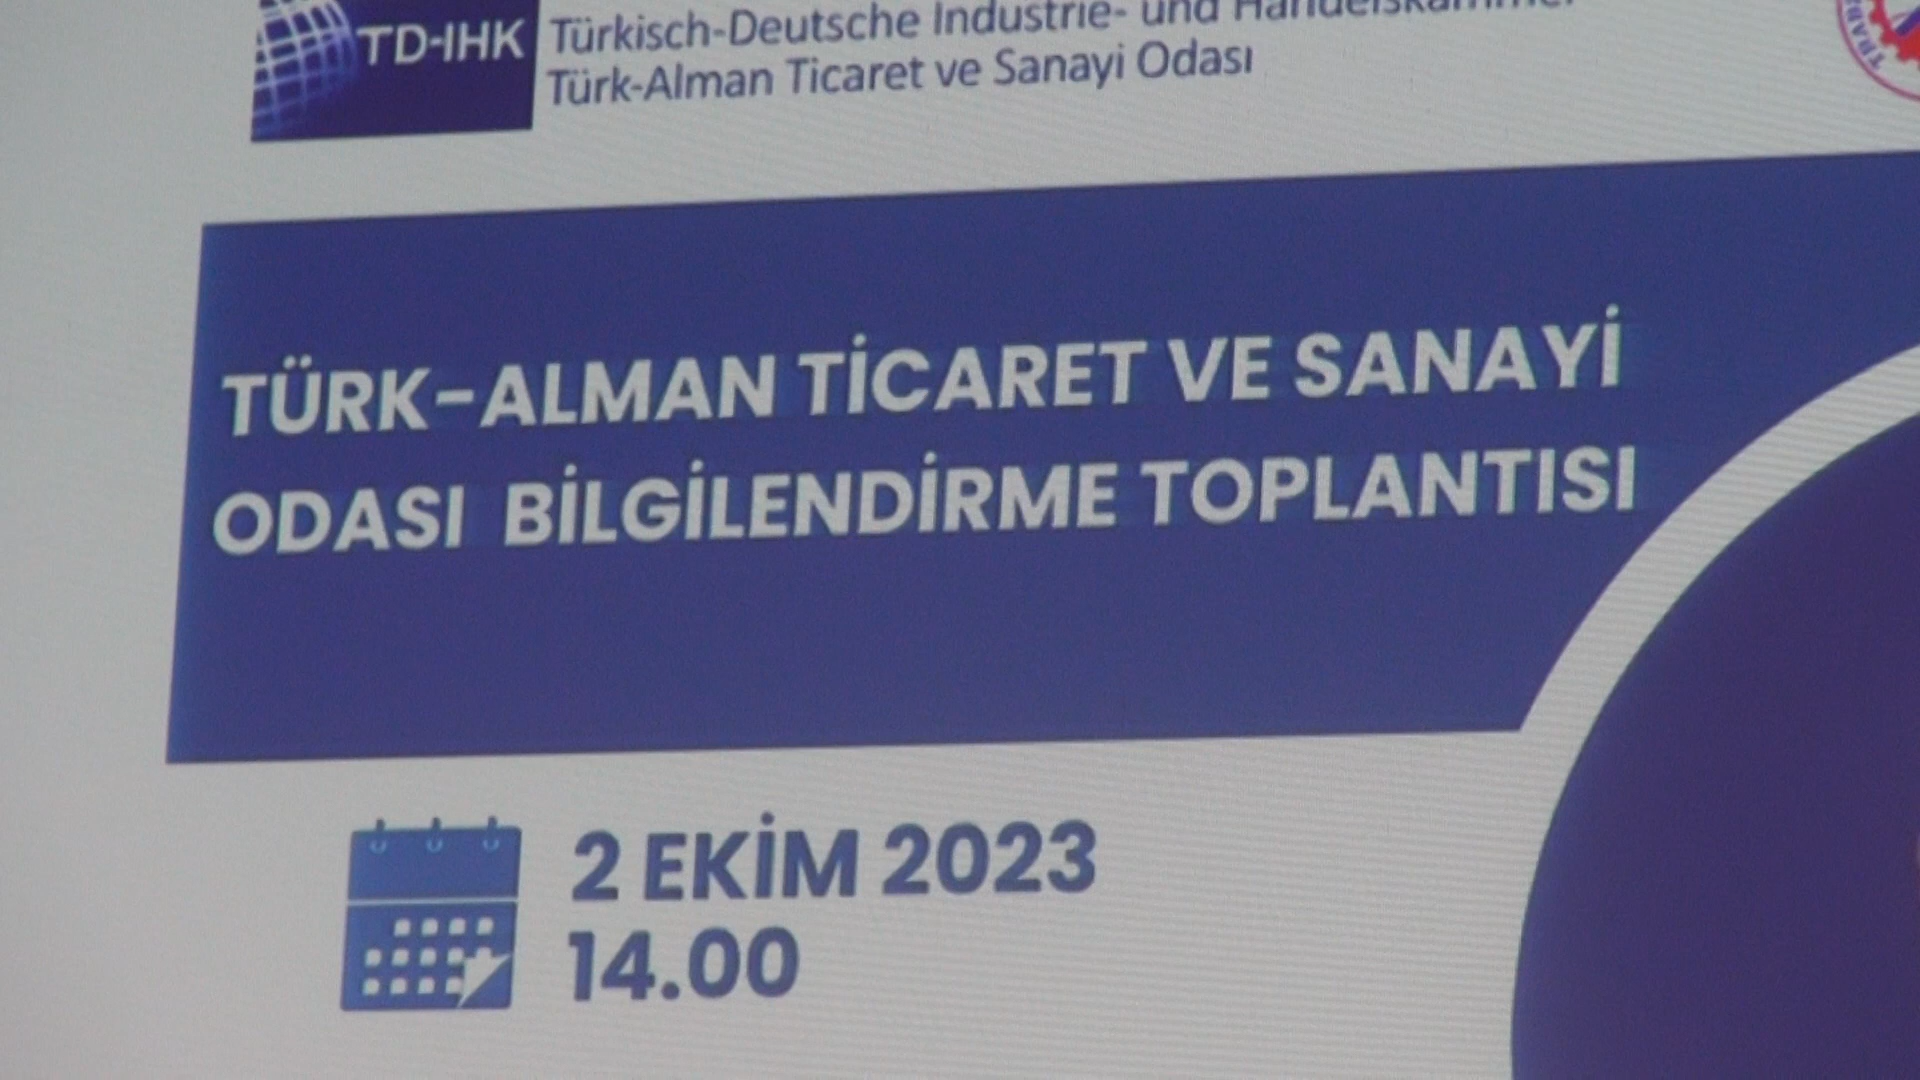 TD-IHK
Türkisch-Deutsche Industrie- und Handelskammer
Türk-Alman Ticaret ve Sanayi Odası
TÜRK-ALMAN TİCARET VE SANAYİ
ODASI BİLGİLENDİRME TOPLANTISI
2 EKİM 2023
14.00